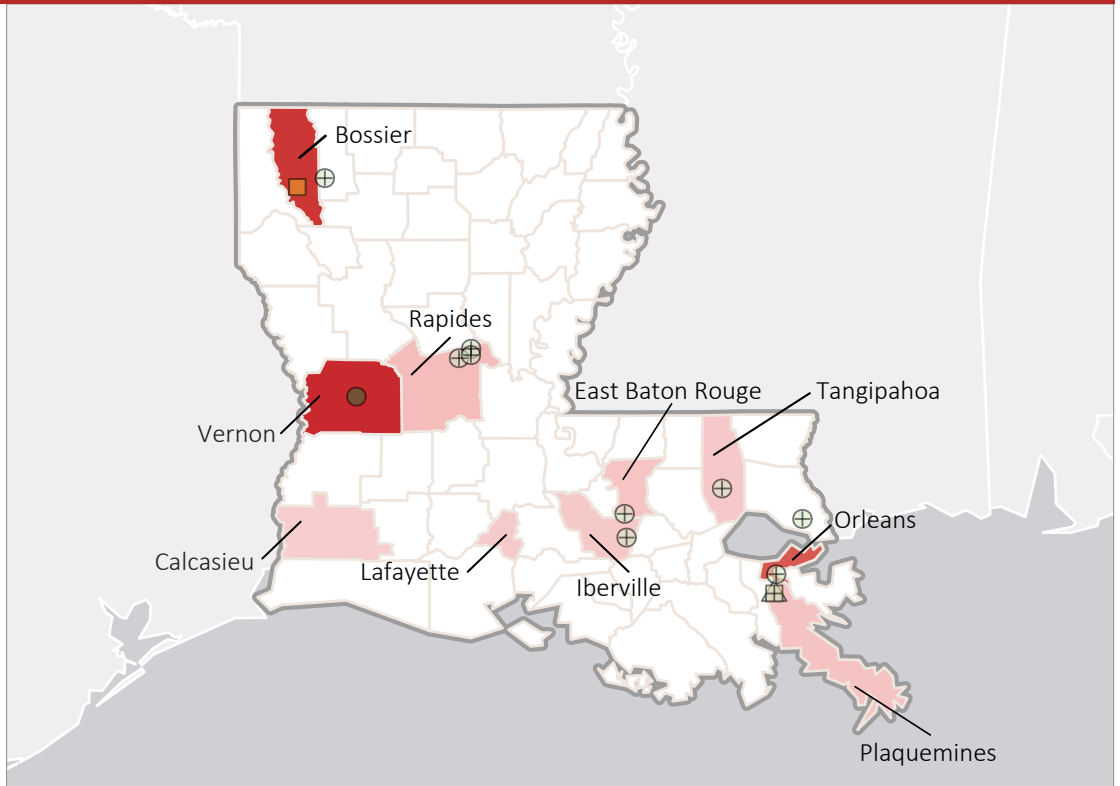 Bossier
Rapides
East Baton Rouge
Tangipahoa
Vernon
Orleans
Calcasieu
Lafayette
Iberville
Plaquemines